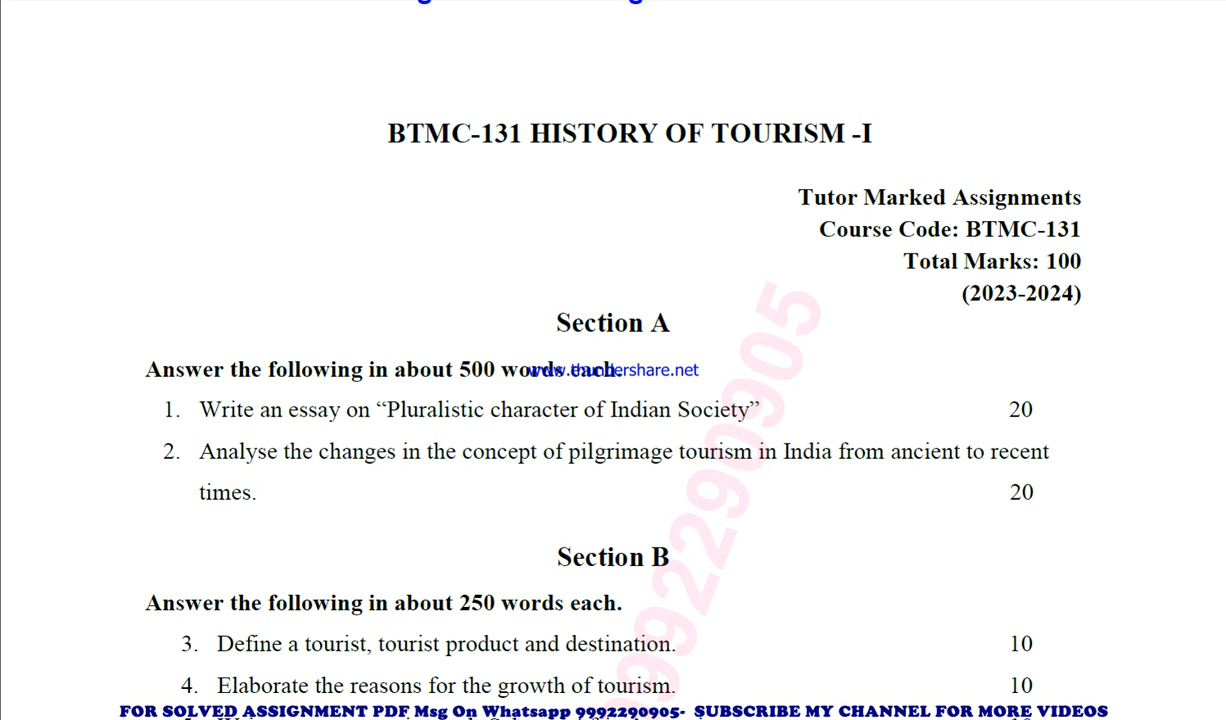 BTMC-131 HISTORY OF TOURISM -I
Tutor Marked Assignments
Course Code: BTMC-131
Total Marks: 100
(2023-2024)
Section A
Answer the following in about 500 words each.
www.thundershare.net
1. Write an essay on “Pluralistic character of Indian Society” 20
2. Analyse the changes in the concept of pilgrimage tourism in India from ancient to recent
times. 20
Section B
Answer the following in about 250 words each.
3. Define a tourist, tourist product and destination. 10
4. Elaborate the reasons for the growth of tourism. 10
9992290905
FOR SOLVED ASSIGNMENT PDF Msg On Whatsapp 9992290905- SUBSCRIBE MY CHANNEL FOR MORE VIDEOS